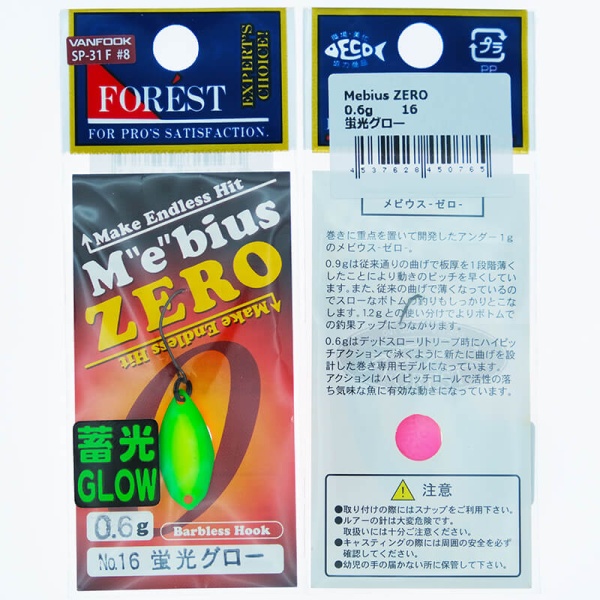 VANFOOK
SP-31F #8
FORÉST
FOR PRO'S SATISFACTION.
EXPERT'S
CHOICE!
↑Make Endless Hit
M"e"bius
ZERO
↑Make Endless Hit
蓄光
GLOW
0.6g
Barbless Hook
No.16 蛍光グロー
ECO
プラ
PP
Mebius ZERO
0.6g 16
蛍光グロー
4537628450765
メビウス-ゼロ-
巻きに重点を置いて開発したアンダー1g
のメビウス-ゼロ-。
0.9gは従来通りの曲げで板厚を1段階薄く
したことにより動きのピッチを早くしてい
ます。また、従来の曲げで薄くなっているの
でスローなボトムの釣りもしっかりとこな
します。1.2gとの使い分けでよりボトムで
の釣果アップにつながります。
0.6gはデッドスローリトリーブ時にハイピッ
チアクションで泳ぐように新たに曲げを設
計した巻き専用モデルになっています。
アクションはハイピッチロールで活性の落
ち気味な魚に有効な動きになっています。
注意
●取り付けの際にはスナップをご利用下さい。
●ルアーの針は大変危険です。
取扱いには十分ご注意ください。
●キャスティングの際には周囲の安全を必ず
確認してください。
●幼児の手の届かない所に保管して下さい。